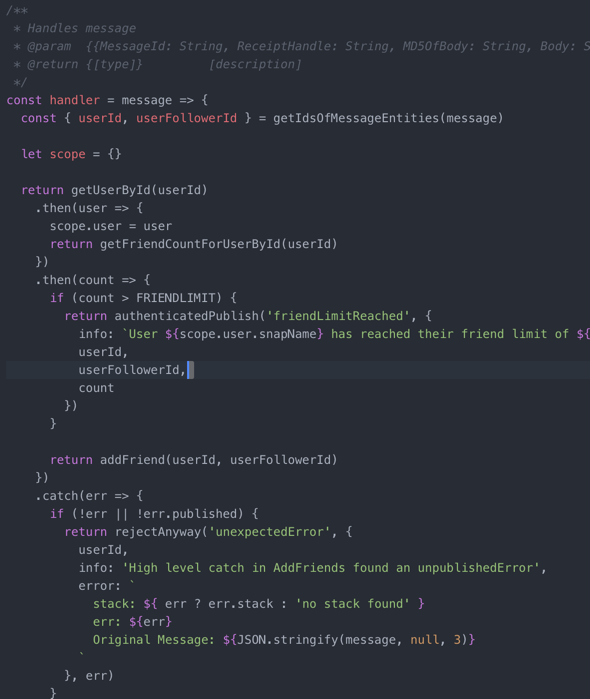 /**
 * Handles message
 * @param  {{MessageId: String, ReceiptHandle: String, MD5OfBody: String, Body: S
 * @return {[type]}         [description]
 */
const handler = message => {
  const { userId, userFollowerId } = getIdsOfMessageEntities(message)

  let scope = {}

  return getUserById(userId)
    .then(user => {
      scope.user = user
      return getFriendCountForUserById(userId)
    })
    .then(count => {
      if (count > FRIENDLIMIT) {
        return authenticatedPublish('friendLimitReached', {
          info: `User ${scope.user.snapName} has reached their friend limit of ${
          userId,
          userFollowerId,
          count
        })
      }

      return addFriend(userId, userFollowerId)
    })
    .catch(err => {
      if (!err || !err.published) {
        return rejectAnyway('unexpectedError', {
          userId,
          info: 'High level catch in AddFriends found an unpublishedError',
          error: `
            stack: ${ err ? err.stack : 'no stack found' }
            err: ${err}
            Original Message: ${JSON.stringify(message, null, 3)}
          `
        }, err)
      }